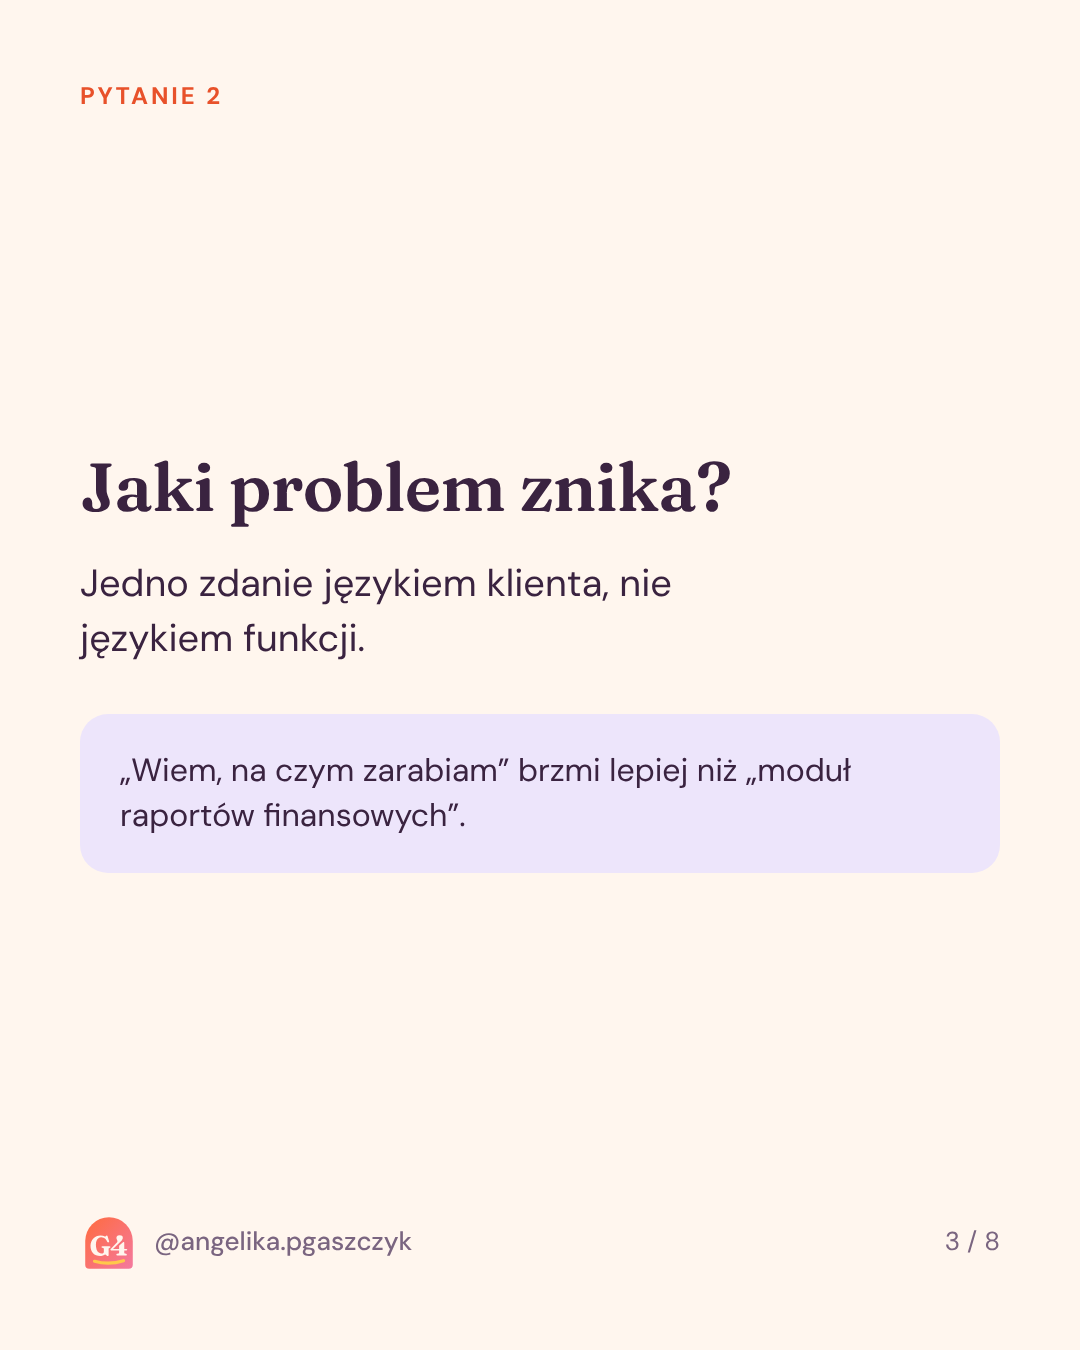 PYTANIE 2
Jaki problem znika?
Jedno zdanie językiem klienta, nie
językiem funkcji.
„Wiem, na czym zarabiam” brzmi lepiej niż „moduł
raportów finansowych”.
G4
@angelika.pgaszczyk
3 / 8